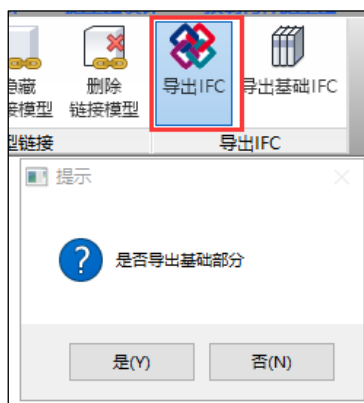 删除
导出IFC
导出基础IFC
接模型
链接模型
型链接
导出IFC
提示
是否导出基础部分
是(Y)
否(N)